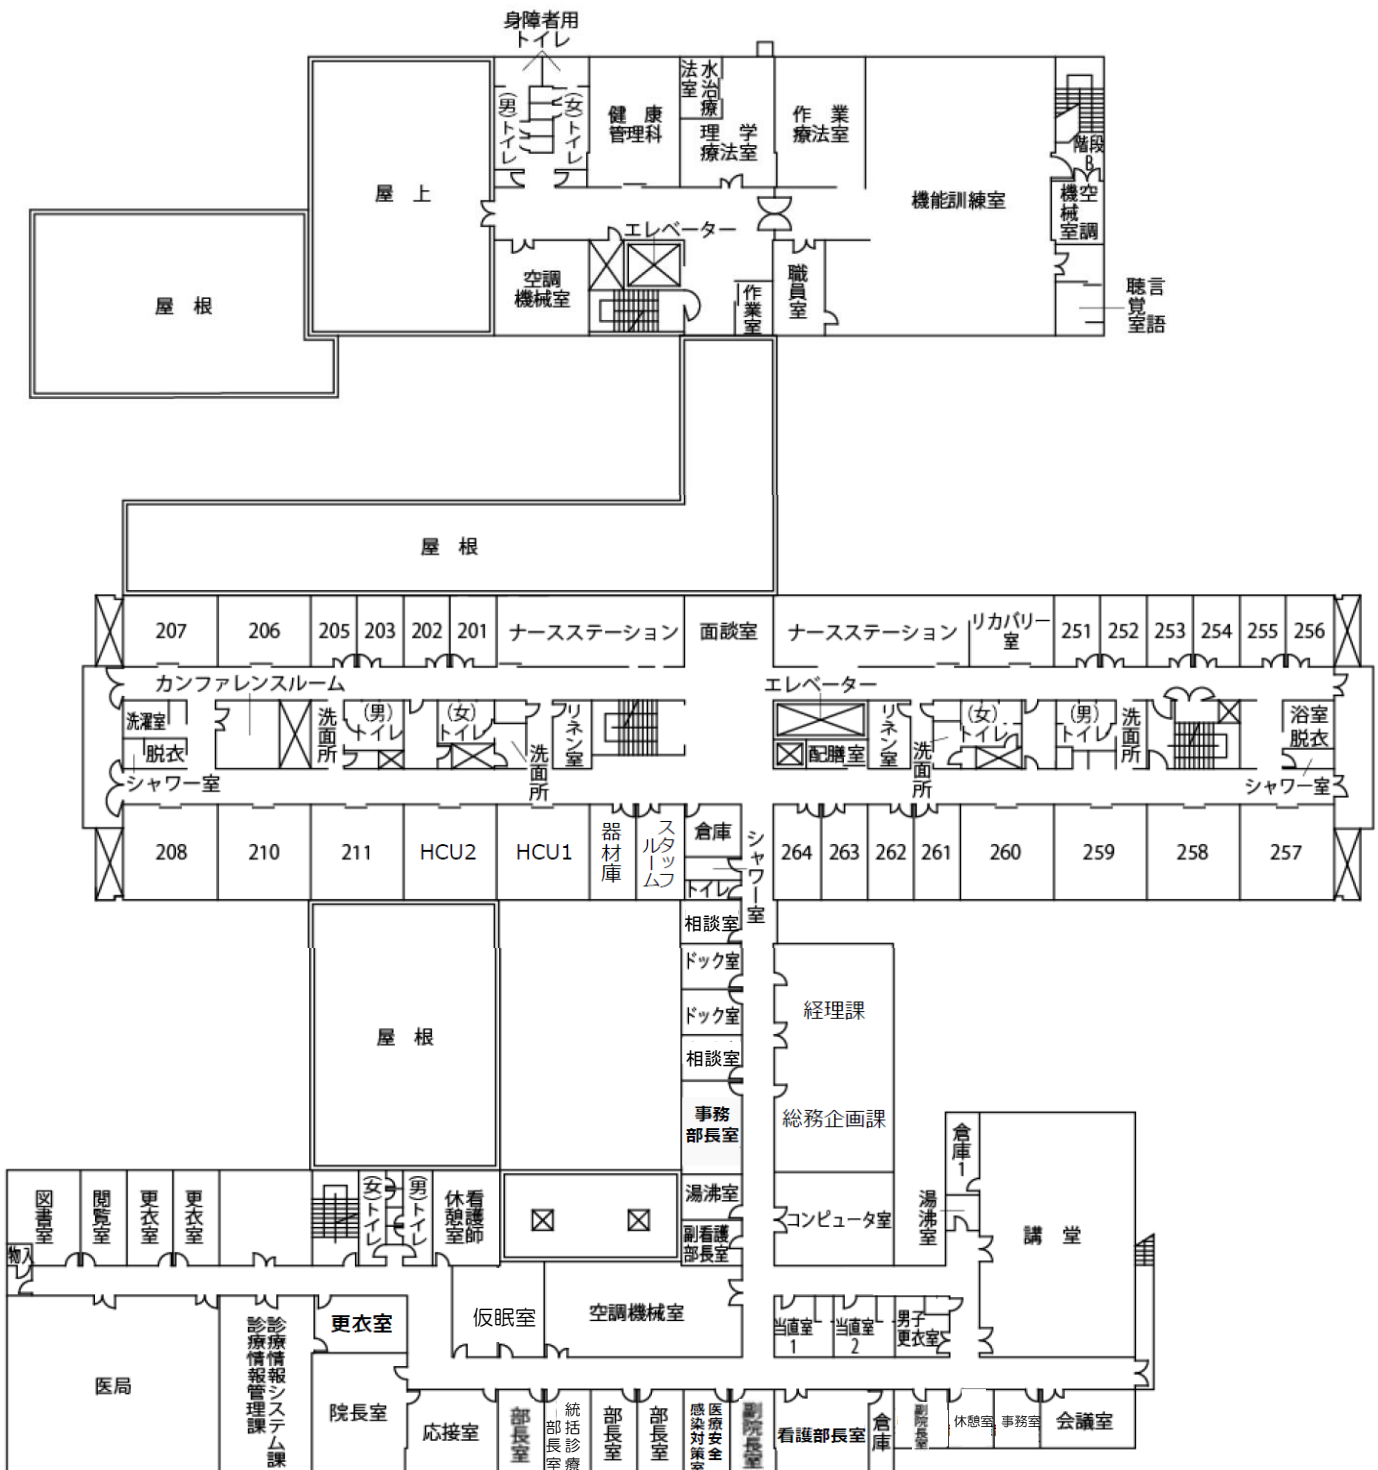 身障者用
トイレ
(男)トイレ
(女)トイレ
健　康
管理科
水治療
法室
理　学
療法室
作　業
療法室
階段
B
屋　上
機能訓練室
空調
機械室
エレベーター
屋　根
空調
機械室
作業室
職員室
言語
聴覚室
屋　根
207
206
205
203
202
201
ナースステーション
面談室
ナースステーション
リカバリー
室
251
252
253
254
255
256
カンファレンスルーム
エレベーター
洗濯室
脱衣
シャワー室
洗面所
(男)
トイレ
(女)
トイレ
洗面所
リネン室
配膳室
リネン室
洗面所
(女)
トイレ
(男)
トイレ
洗面所
浴室
脱衣
シャワー室
208
210
211
HCU2
HCU1
器材庫
スタッフ
ルーム
倉庫
トイレ
シャワー室
264
263
262
261
260
259
258
257
相談室
ドック室
ドック室
相談室
事務
部長室
湯沸室
副看護
部長室
経理課
総務企画課
コンピュータ室
屋　根
倉庫1
湯沸室
講　堂
図書室
閲覧室
更衣室
更衣室
(女)トイレ
(男)トイレ
看護師
休憩室
物入
仮眠室
空調機械室
当直室
1
当直室
2
男子
更衣室
医局
診療情報システム課
診療情報管理課
更衣室
院長室
応接室
部長室
統括診療
部長室
部長室
部長室
医療安全
感染対策室
副院長室
看護部長室
倉庫
副院長室
休憩室
事務室
会議室